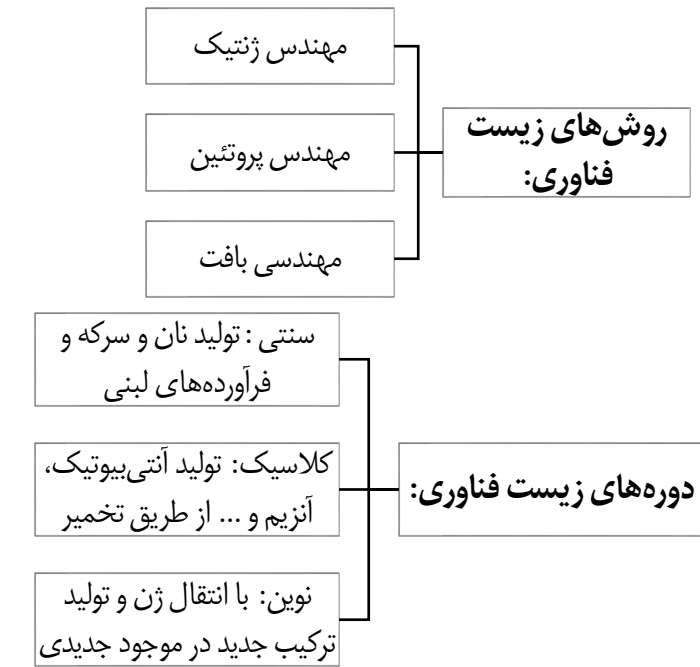 روش‌های زیست
فناوری:
مهندس ژنتیک
مهندس پروتئین
مهندسی بافت
دوره‌های زیست فناوری:
سنتی : تولید نان و سرکه و
فرآورده‌های لبنی
کلاسیک: تولید آنتی‌بیوتیک،
آنزیم و ... از طریق تخمیر
نوین: با انتقال ژن و تولید
ترکیب جدید در موجود جدیدی